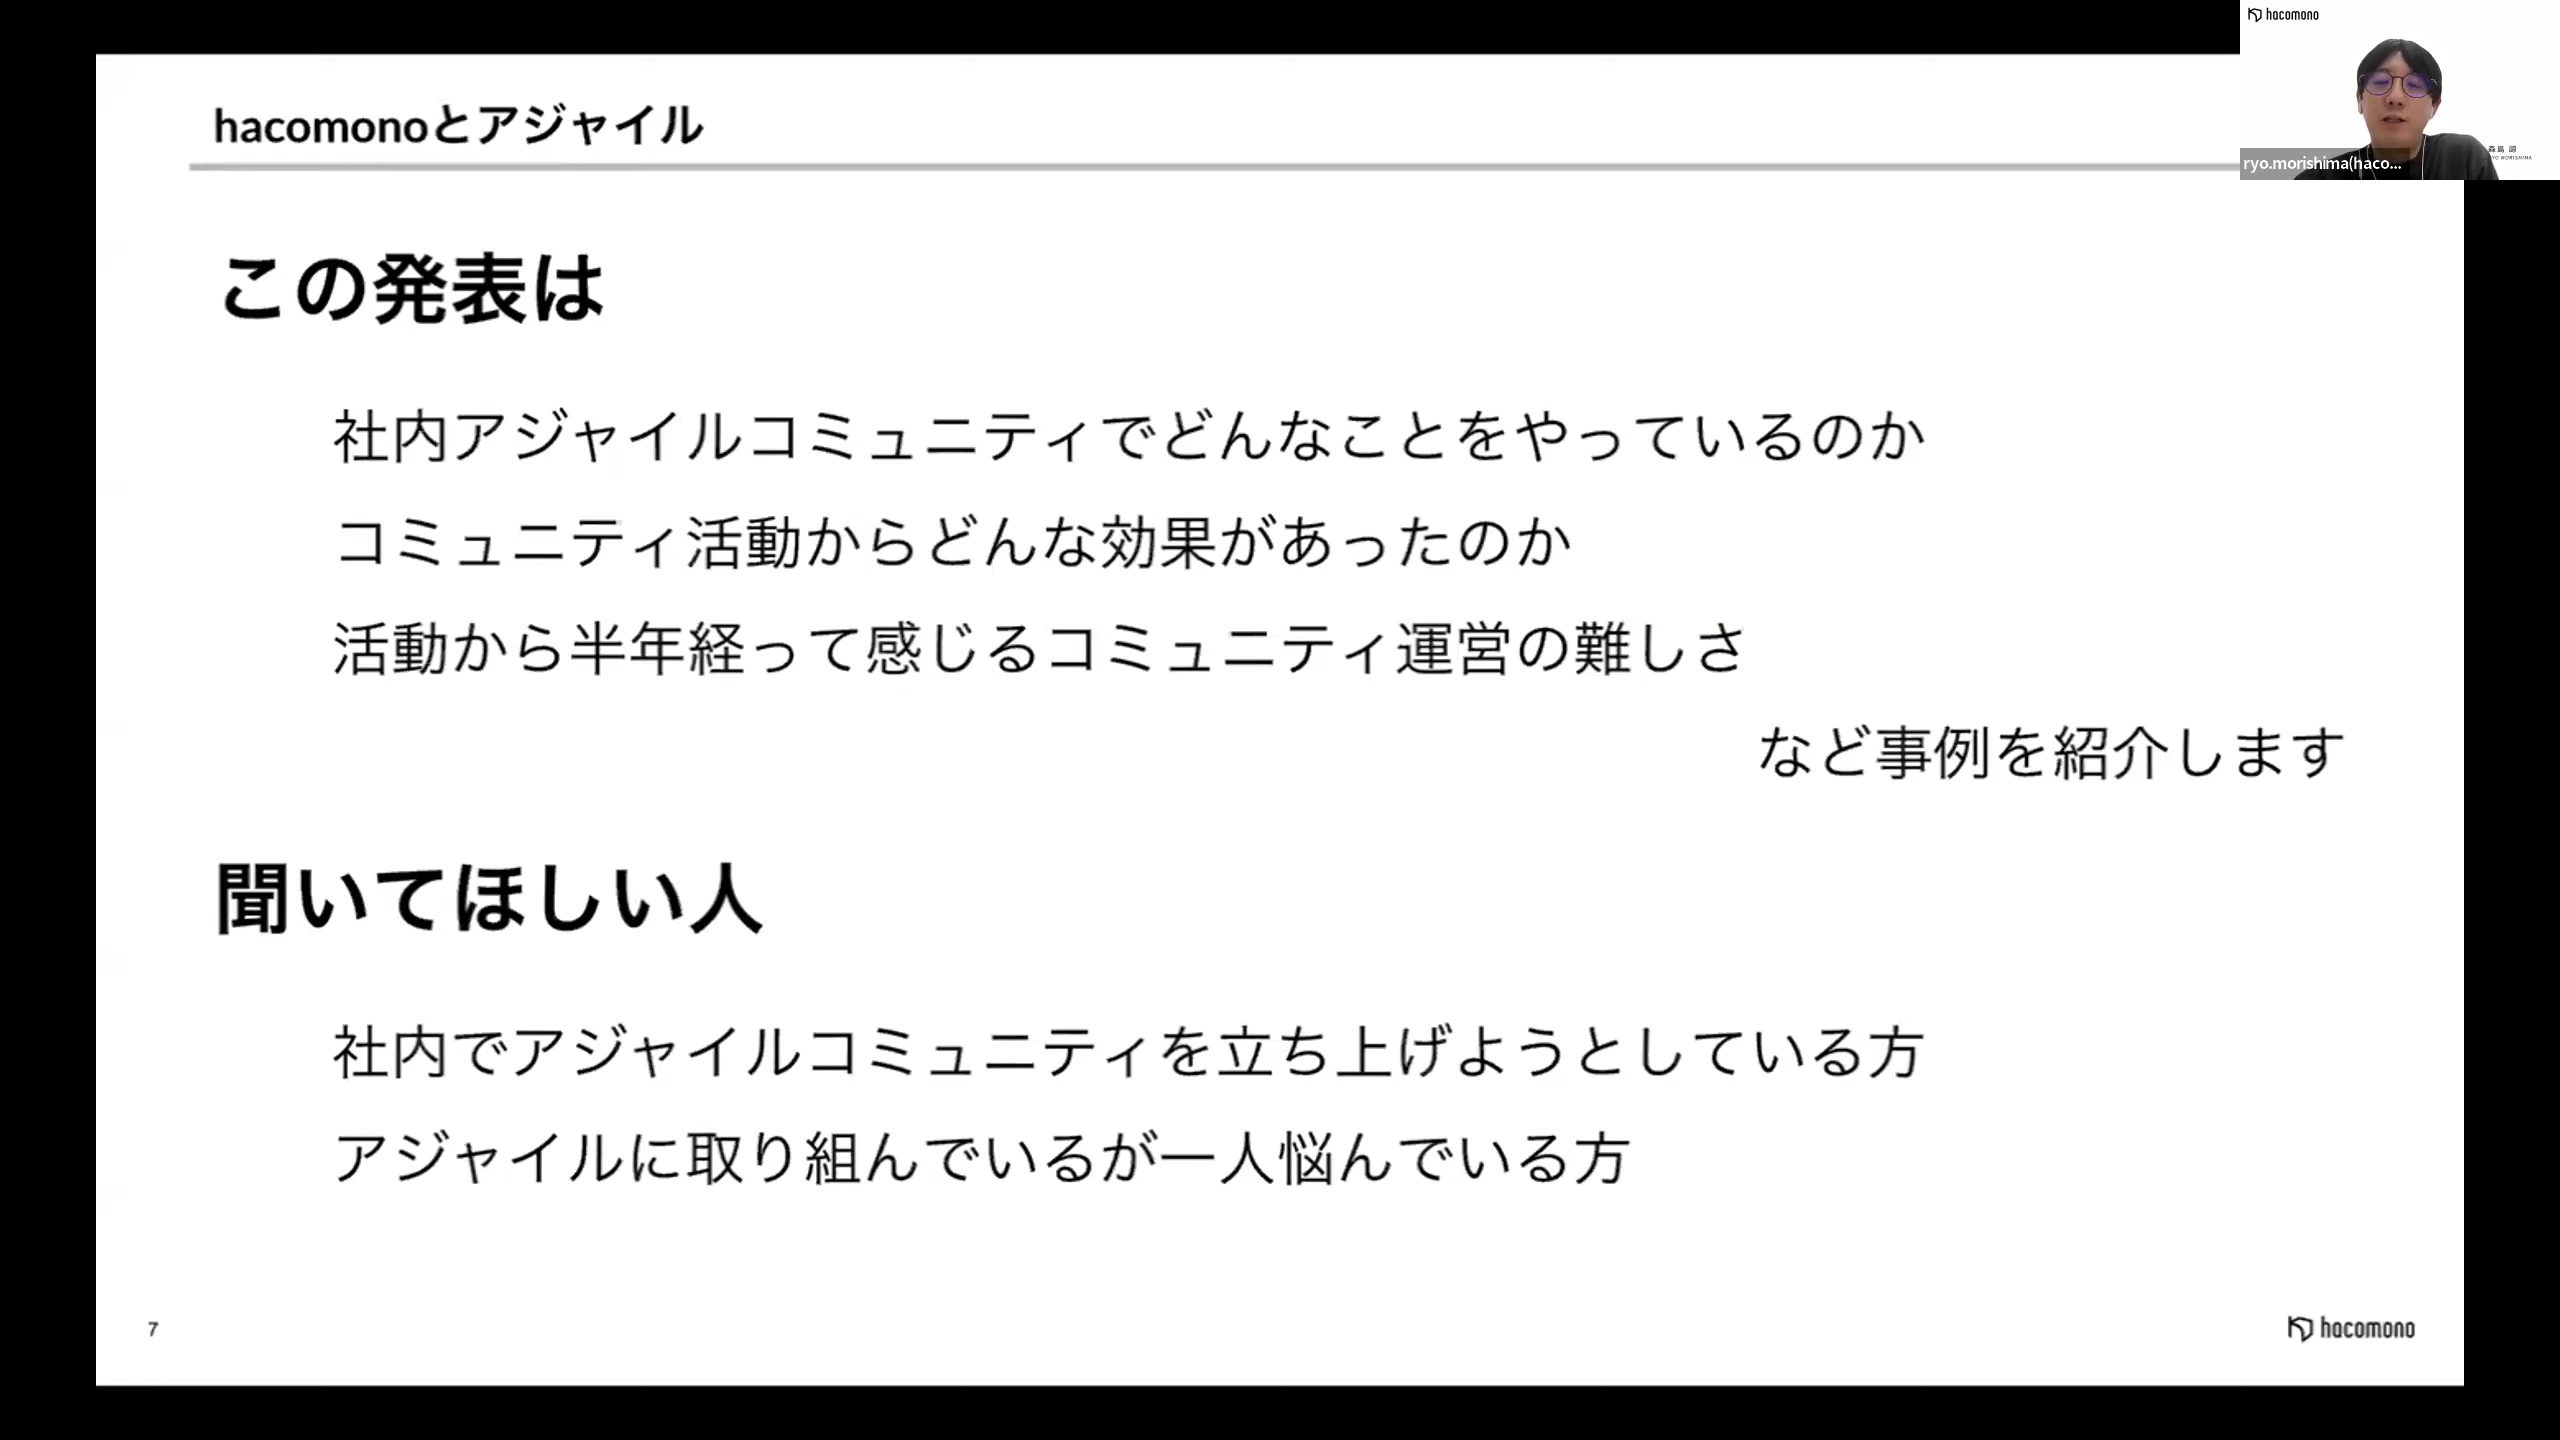 hacomono
hacomonoとアジャイル
森島 諒
RYO MORISHIMA
ryo.morishima(haco...
この発表は
社内アジャイルコミュニティでどんなことをやっているのか
コミュニティ活動からどんな効果があったのか
活動から半年経って感じるコミュニティ運営の難しさ
など事例を紹介します
聞いてほしい人
社内でアジャイルコミュニティを立ち上げようとしている方
アジャイルに取り組んでいるが一人悩んでいる方
7
hacomono